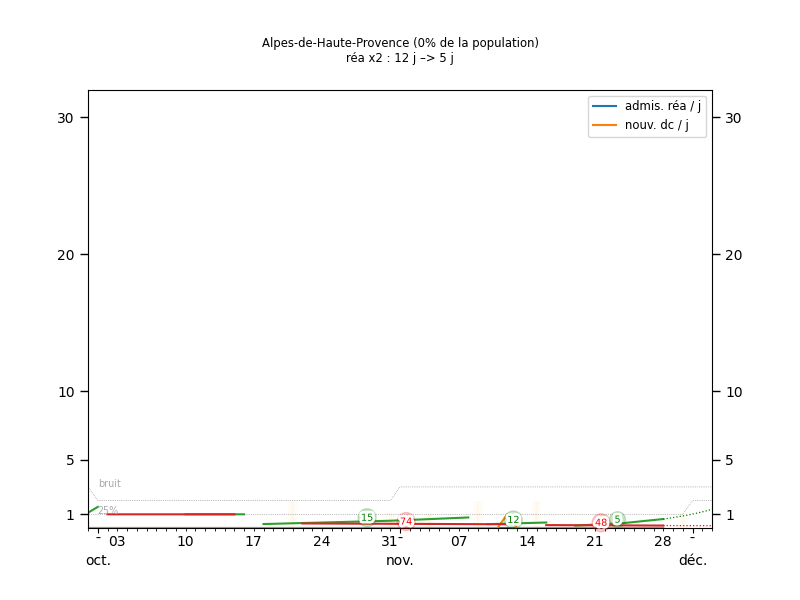 Alpes-de-Haute-Provence (0% de la population)
réa x2 : 12 j –> 5 j
admis. réa / j
nouv. dc / j
30 30
20 20
10 10
5 5
bruit
25%
1 1
15 74 12 48 5
- 03 10 17 24 31- 07 14 21 28 -
oct. nov. déc.